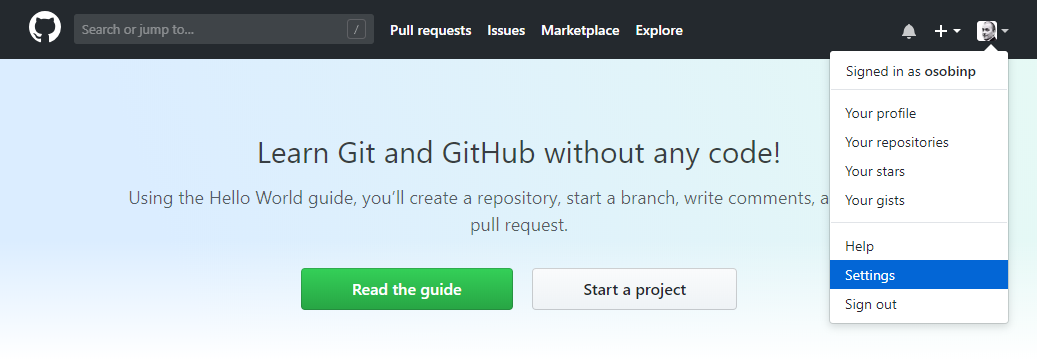 Search or jump to... /
Pull requests Issues Marketplace Explore
Signed in as osobinp
Your profile
Your repositories
Your stars
Your gists
Help
Settings
Sign out
Learn Git and GitHub without any code!
Using the Hello World guide, you’ll create a repository, start a branch, write comments, a
pull request.
Read the guide
Start a project